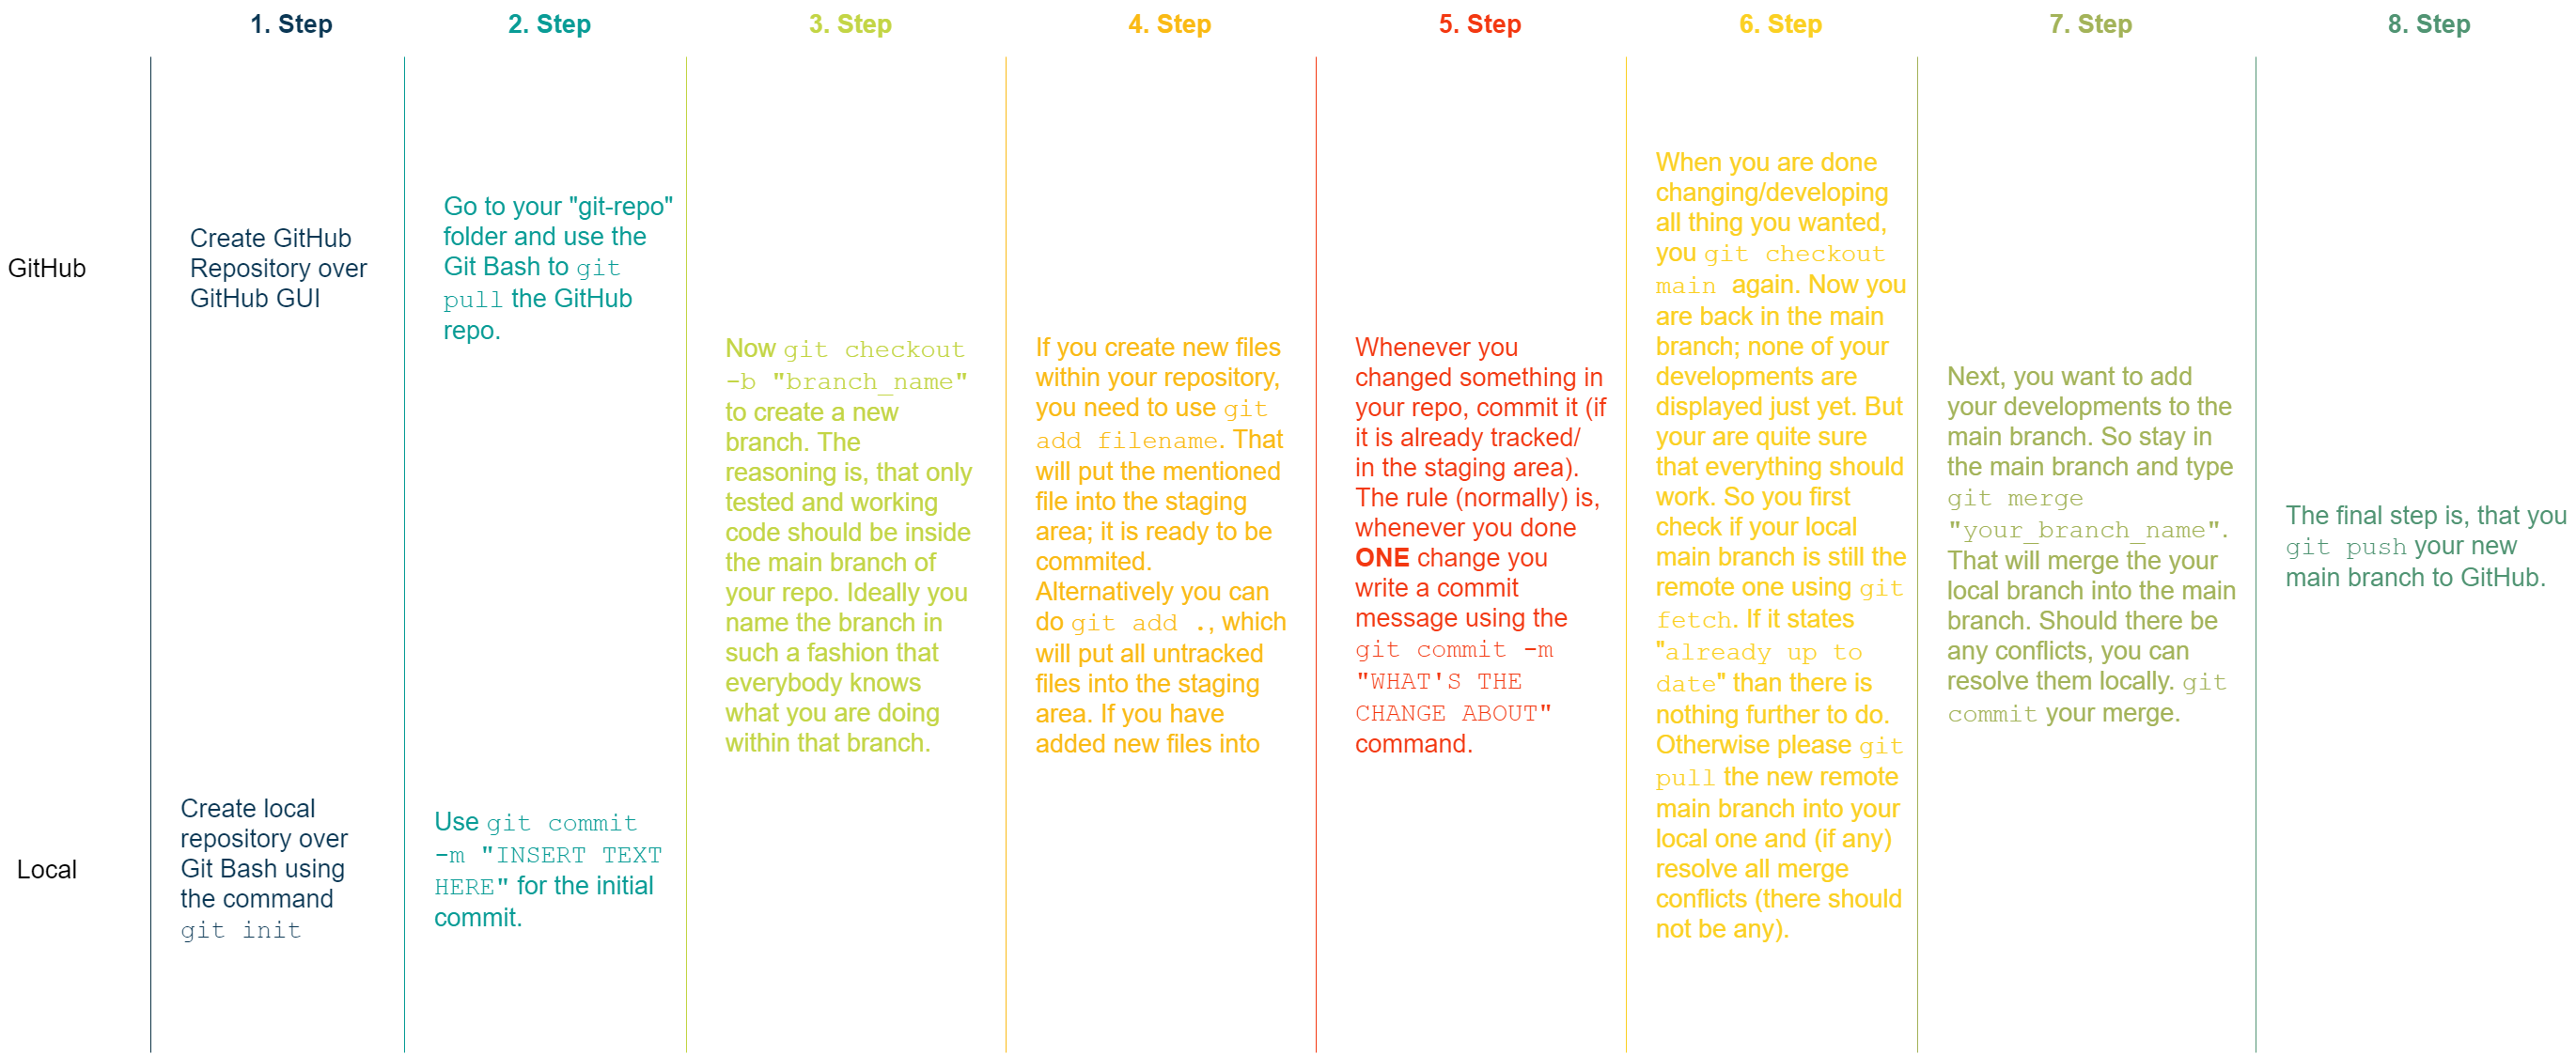 1. Step
2. Step
3. Step
4. Step
5. Step
6. Step
7. Step
8. Step
GitHub
Create GitHub
Repository over
GitHub GUI
Go to your "git-repo"
folder and use the
Git Bash to git
pull the GitHub
repo.
Local
Create local
repository over
Git Bash using
the command
git init
Use git commit
-m "INSERT TEXT
HERE" for the initial
commit.
Now git checkout
-b "branch_name"
to create a new
branch. The
reasoning is, that only
tested and working
code should be inside
the main branch of
your repo. Ideally you
name the branch in
such a fashion that
everybody knows
what you are doing
within that branch.
If you create new files
within your repository,
you need to use git
add filename. That
will put the mentioned
file into the staging
area; it is ready to be
commited.
Alternatively you can
do git add ., which
will put all untracked
files into the staging
area. If you have
added new files into
Whenever you
changed something in
your repo, commit it (if
it is already tracked/
in the staging area).
The rule (normally) is,
whenever you done
ONE change you
write a commit
message using the
git commit -m
"WHAT'S THE
CHANGE ABOUT"
command.
When you are done
changing/developing
all thing you wanted,
you git checkout
main again. Now you
are back in the main
branch; none of your
developments are
displayed just yet. But
your are quite sure
that everything should
work. So you first
check if your local
main branch is still the
remote one using git
fetch. If it states
"already up to
date" than there is
nothing further to do.
Otherwise please git
pull the new remote
main branch into your
local one and (if any)
resolve all merge
conflicts (there should
not be any).
Next, you want to add
your developments to the
main branch. So stay in
the main branch and type
git merge
"your_branch_name".
That will merge the your
local branch into the main
branch. Should there be
any conflicts, you can
resolve them locally. git
commit your merge.
The final step is, that you
git push your new
main branch to GitHub.